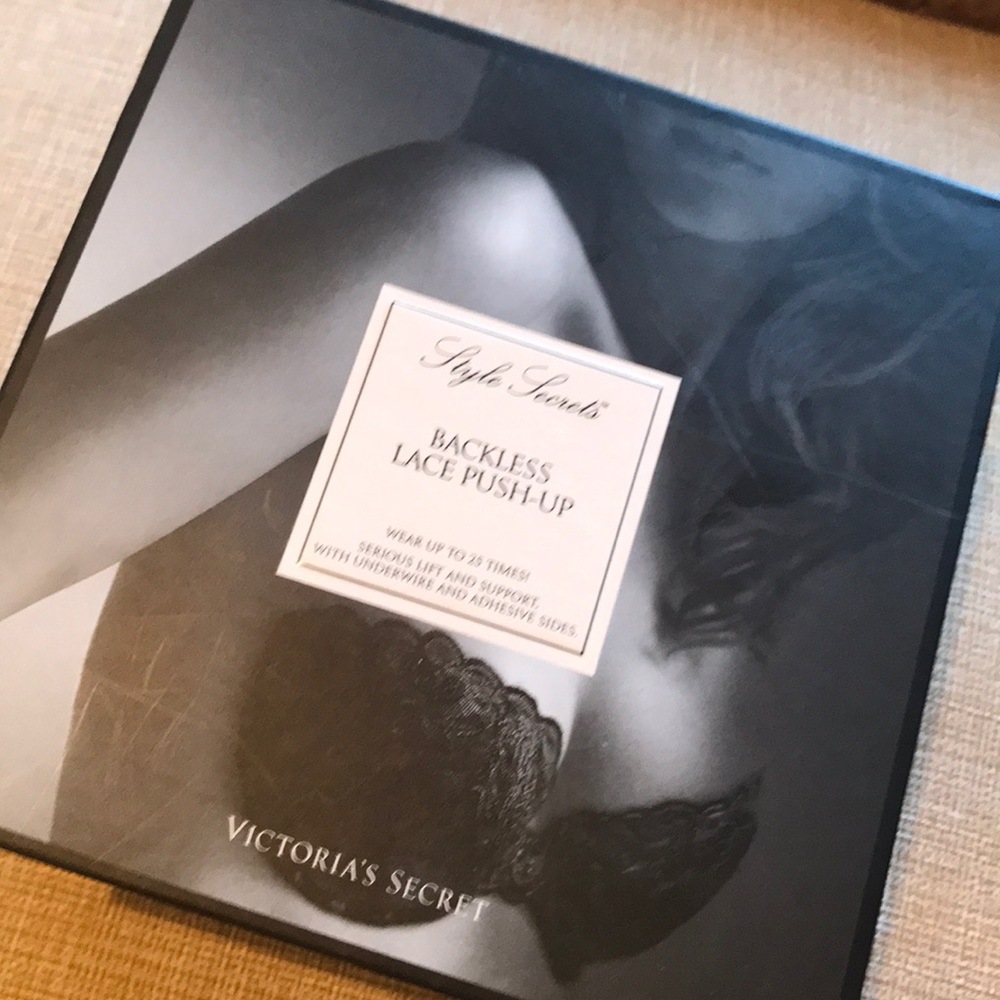 Style Secrets™
BACKLESS
LACE PUSH-UP
WEAR UP TO 25 TIMES!
SERIOUS LIFT AND SUPPORT,
WITH UNDERWIRE AND ADHESIVE SIDES.
VICTORIA'S SECRET